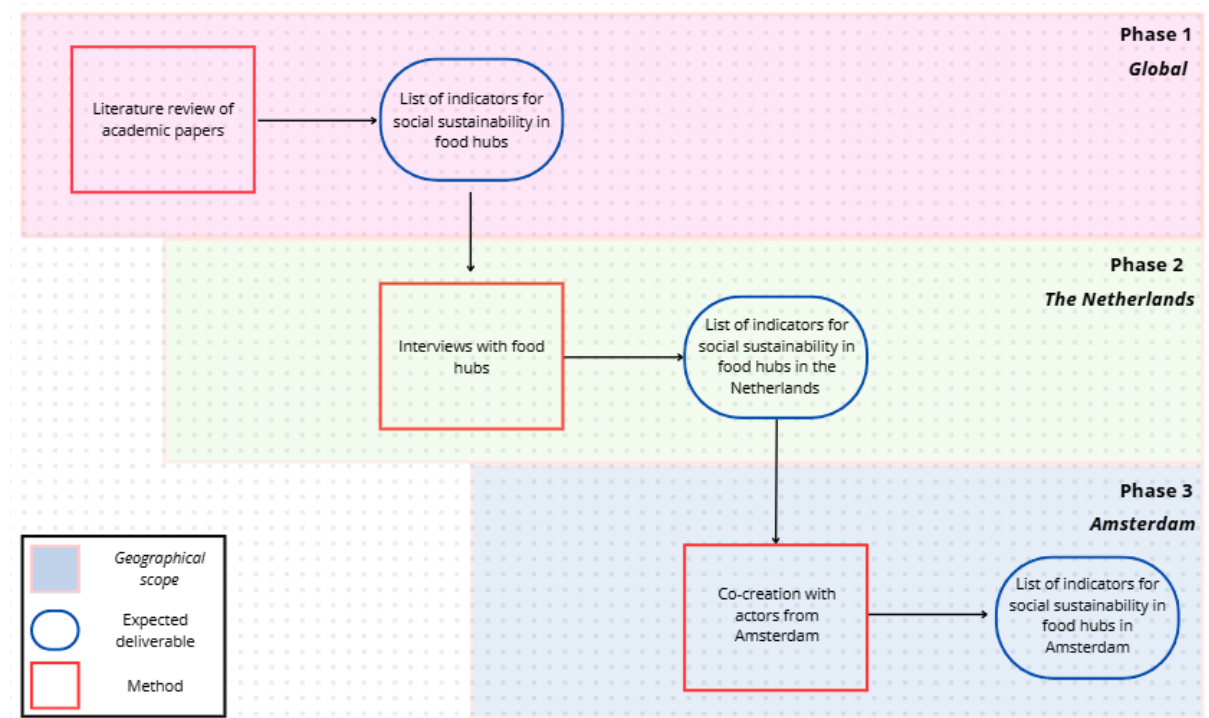 Phase 1
Global
Literature review of
academic papers
List of indicators for
social sustainability in
food hubs
Phase 2
The Netherlands
Interviews with food
hubs
List of indicators for
social sustainability in
food hubs in the
Netherlands
Phase 3
Amsterdam
Co-creation with
actors from
Amsterdam
List of indicators for
social sustainability in
food hubs in
Amsterdam
Geographical
scope
Expected
deliverable
Method